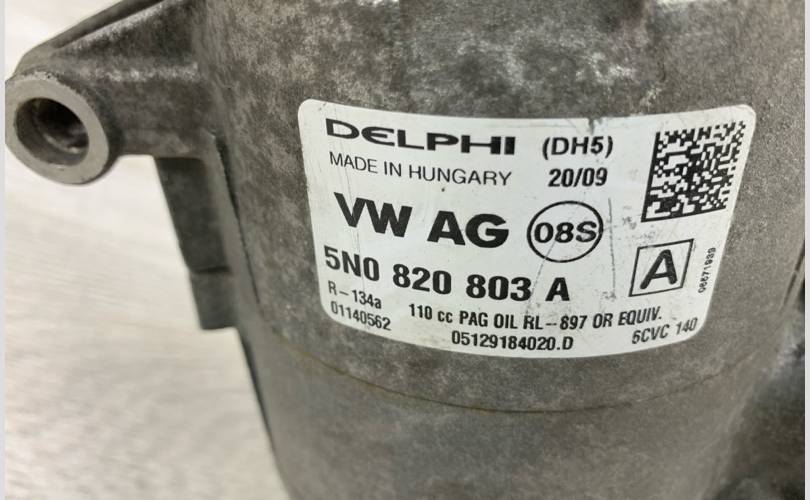 DELPHI (DH5)
MADE IN HUNGARY 20/09
VW AG 08S
5N0 820 803 A A
R-134a 110 cc PAG OIL RL-897 OR EQUIV.
01140562 05129184020.D 6CVC 140